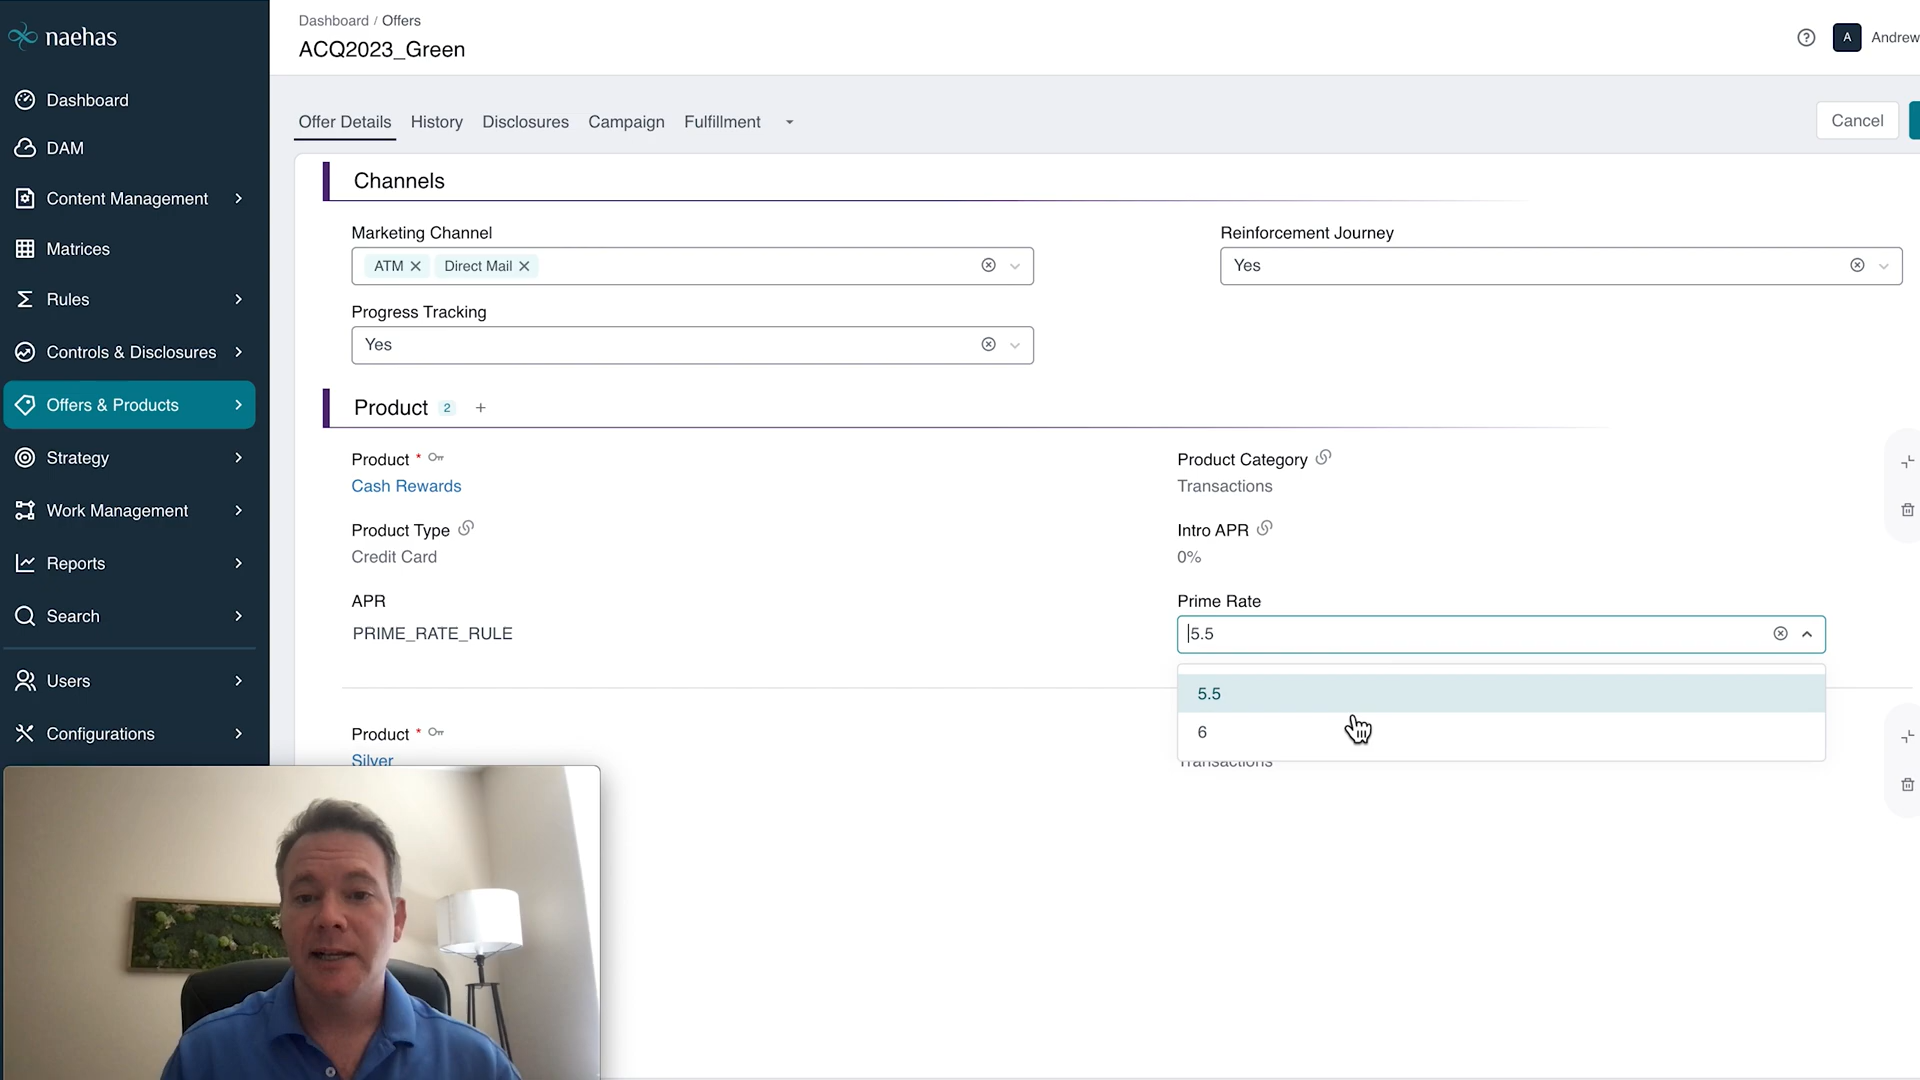 naehas
Dashboard
DAM
Content Management
Matrices
Rules
Controls & Disclosures
Offers & Products
Strategy
Work Management
Reports
Search
Users
Configurations
Dashboard / Offers
ACQ2023_Green
A Andrew
Offer Details History Disclosures Campaign Fulfillment
Cancel
Channels
Marketing Channel
ATM Direct Mail
Reinforcement Journey
Yes
Progress Tracking
Yes
Product 2 +
Product *
Cash Rewards
Product Category
Transactions
Product Type
Credit Card
Intro APR
0%
APR
PRIME_RATE_RULE
Prime Rate
5.5
5.5
6
Product *
Silver
Transactions